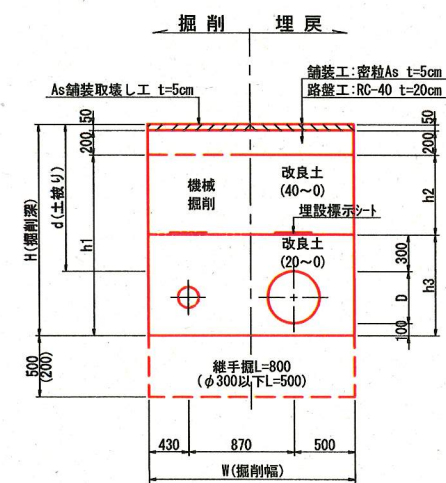 掘削 埋戻
舗装工:密粒As t=5cm
As舗装取壊し工 t=5cm
路盤工:RC-40 t=20cm
50
200
50
200
機械
掘削
改良土
(40~0)
埋設標示シート
改良土
(20~0)
H(掘削深)
d(土被り)
h1
h2
h3
300
D
100
500
(200)
継手掘L=800
(φ300以下L=500)
430 870 500
W(掘削幅)